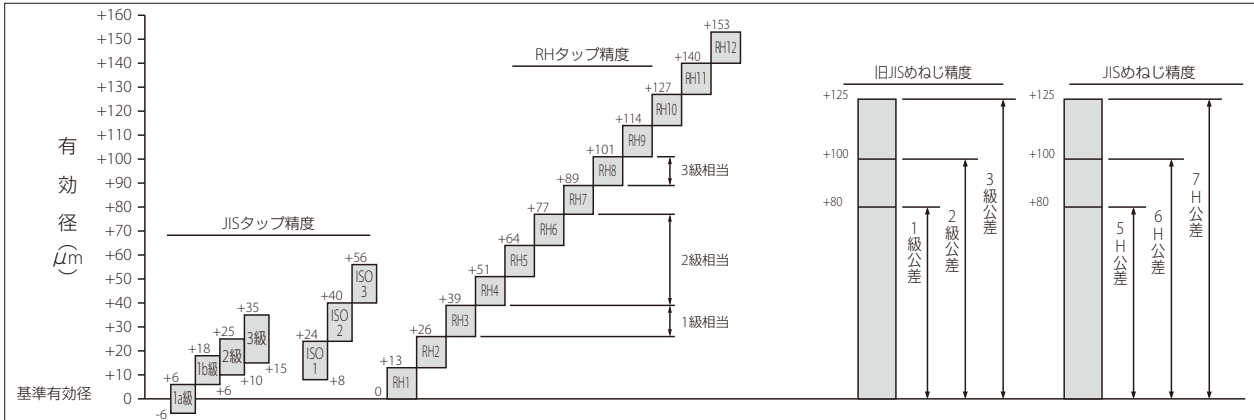 +160
+150
+140
+130
+120
+110
+100
+90
+80
+70
+60
+50
+40
+30
+20
+10
0
基準有効径
有効径(μm)
JISタップ精度
+6
-6
1a級
+18
+6
1b級
+25
+10
2級
+35
+15
3級
+24
+8
ISO
1
+40
ISO
2
+56
ISO
3
RHタップ精度
0
+13
RH1
+26
RH2
+39
RH3
+51
RH4
+64
RH5
+77
RH6
+89
RH7
+101
RH8
+114
RH9
+127
RH10
+140
RH11
+153
RH12
3級相当
2級相当
1級相当
旧JISめねじ精度
+125
+100
+80
1級公差
2級公差
3級公差
JISめねじ精度
+125
+100
+80
5H公差
6H公差
7H公差